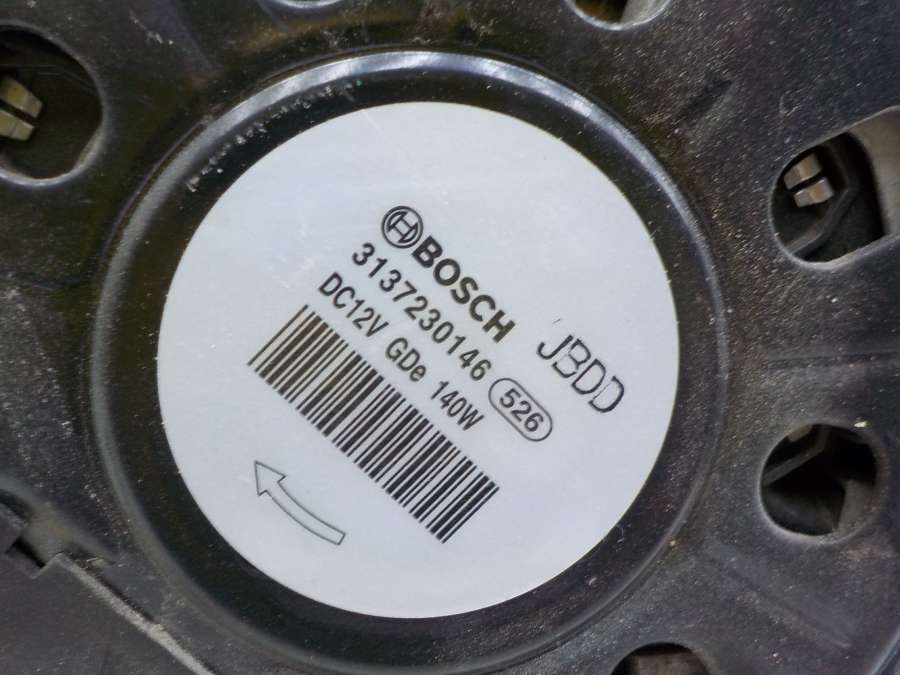 BOSCH
3137230146 526
DC12V GDe 140W
JBDD